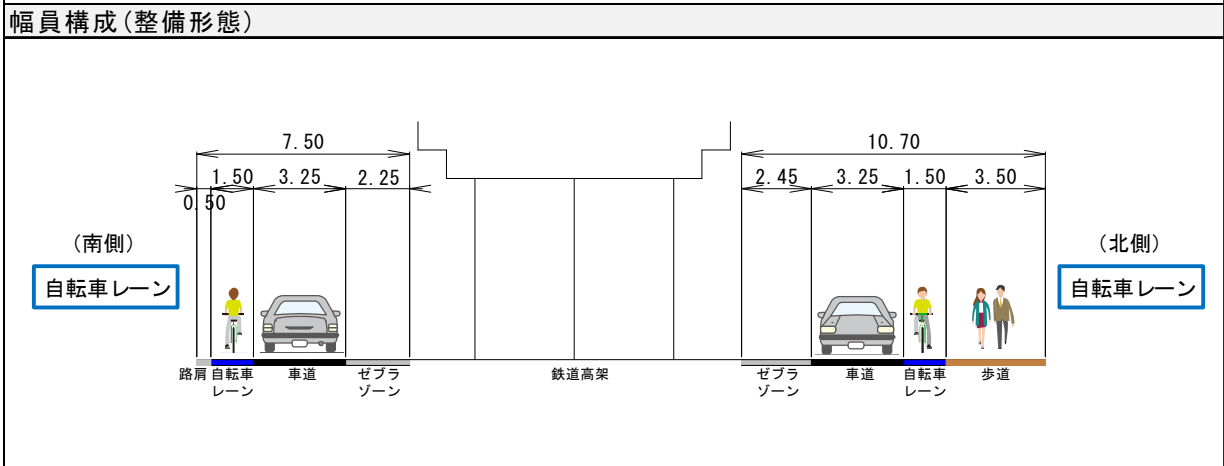 幅員構成(整備形態)
7.50
10.70
1.50 3.25 2.25
2.45 3.25 1.50 3.50
0.50
(南側)
(北側)
自転車レーン
自転車レーン
路肩 自転車 車道 ゼブラ 鉄道高架 ゼブラ 車道 自転車 歩道
レーン ゾーン ゾーン レーン